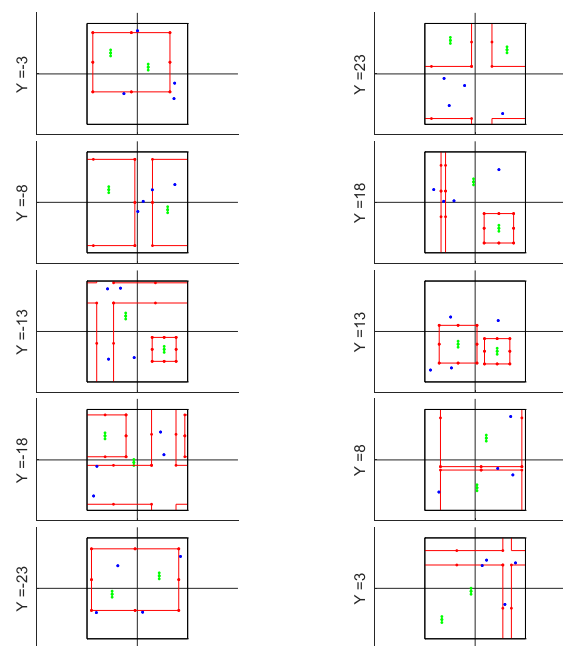 Y = -3
Y = -8
Y = -13
Y = -18
Y = -23
Y = 23
Y = 18
Y = 13
Y = 8
Y = 3